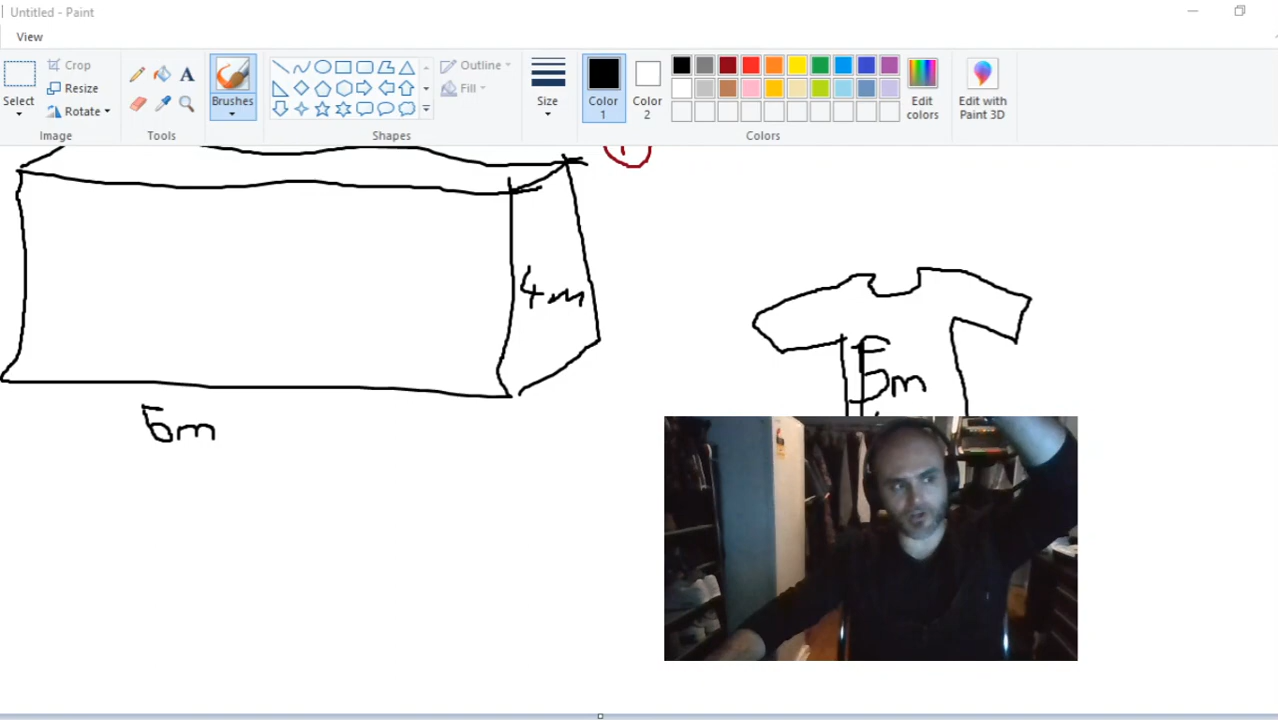 Untitled - Paint
View
Select
Crop
Resize
Rotate
Image
A
Tools
Brushes
Outline
Fill
Shapes
Size
Color
1
Color
2
Edit
colors
Edit with
Paint 3D
Colors
4m
5m
5m